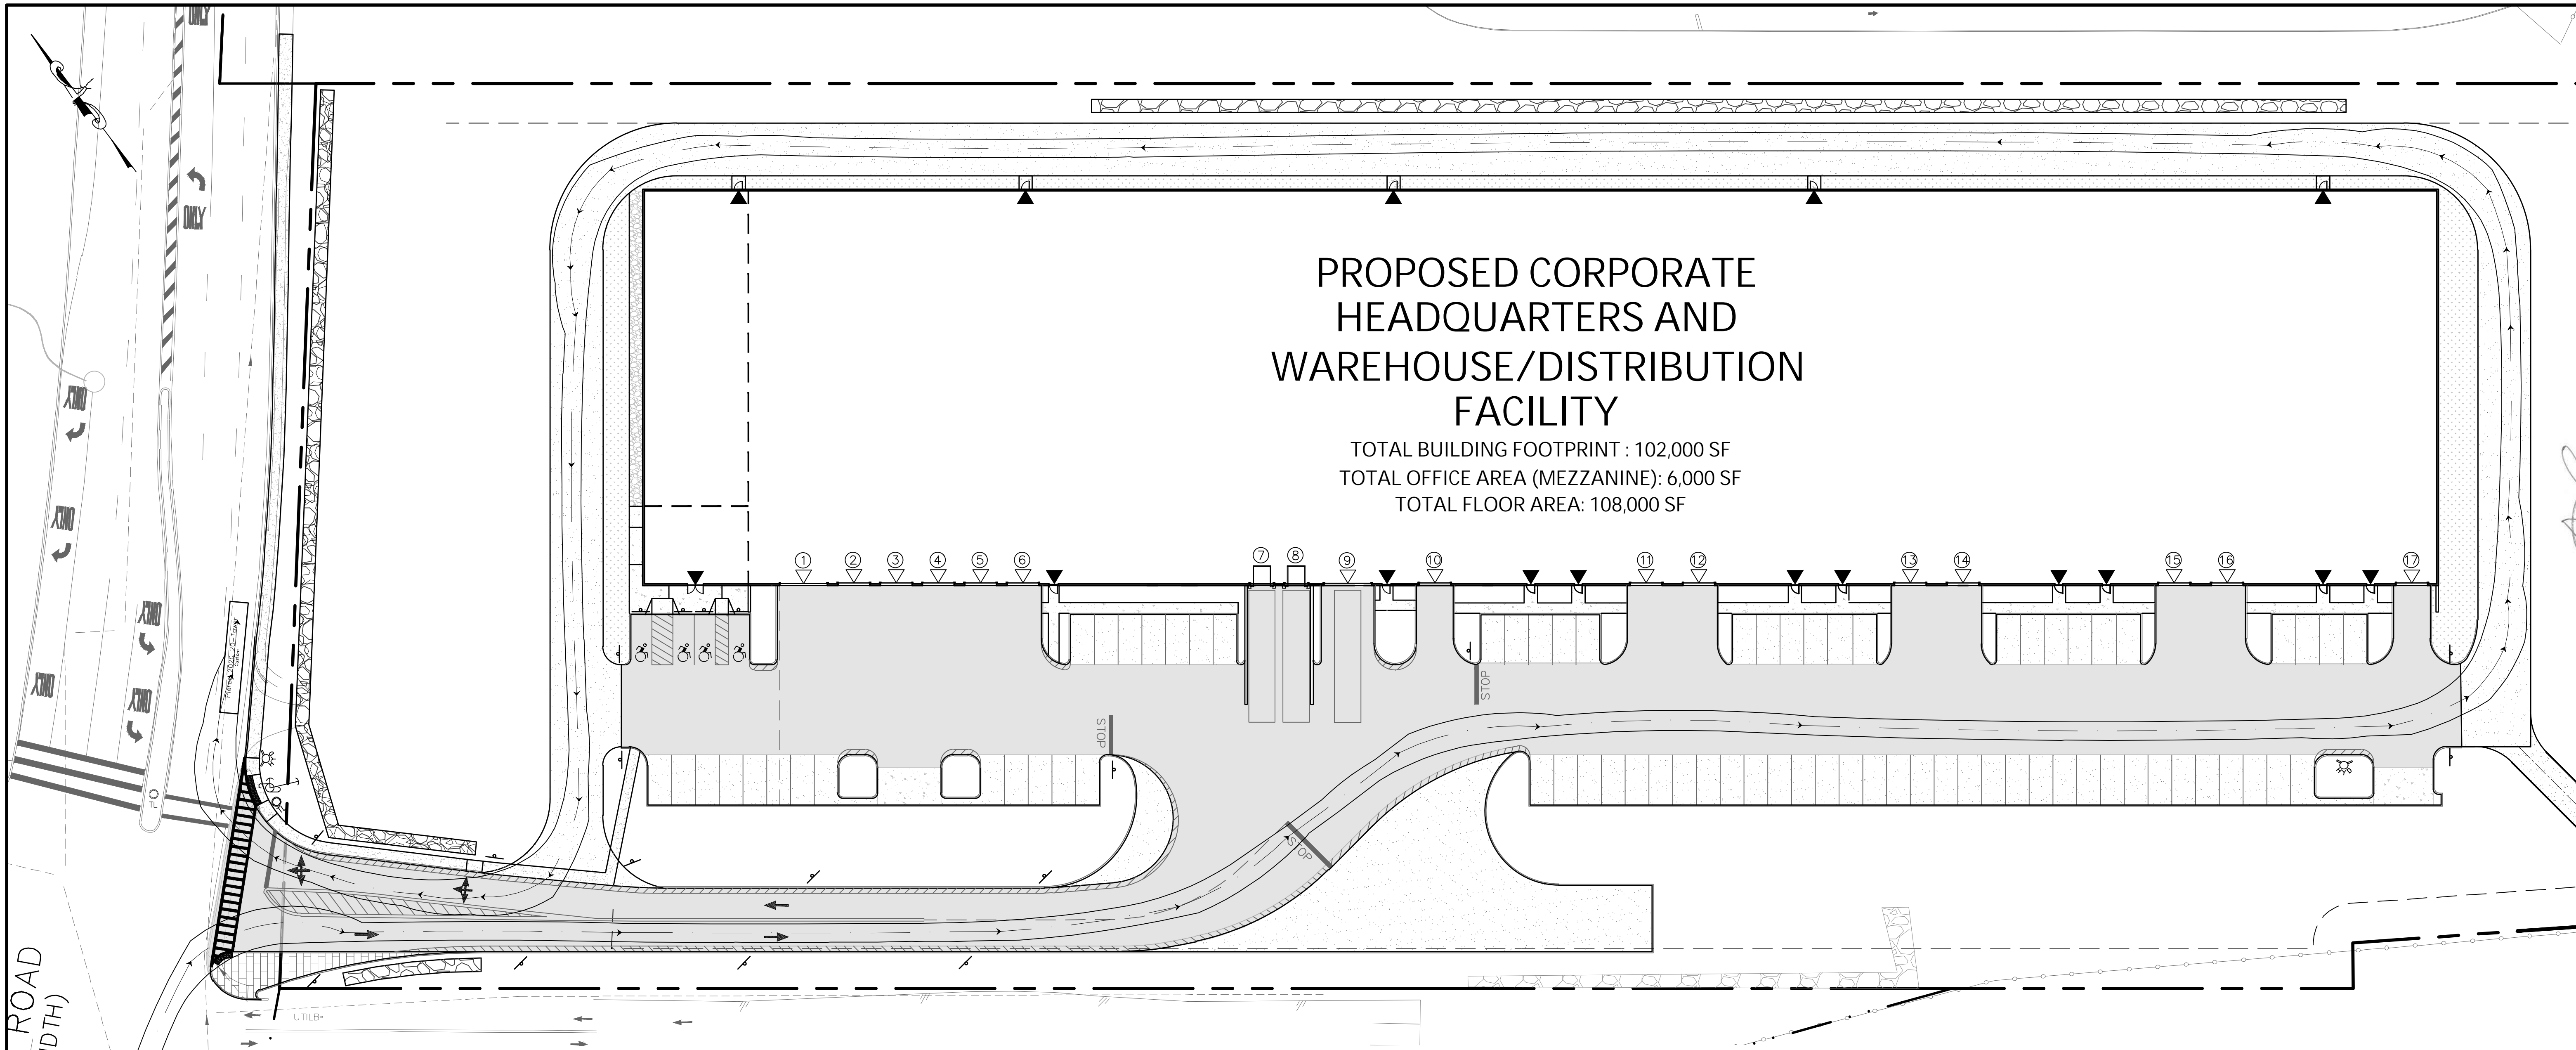 ONLY
ONLY
PROPOSED CORPORATE
HEADQUARTERS AND
WAREHOUSE/DISTRIBUTION
FACILITY
TOTAL BUILDING FOOTPRINT : 102,000 SF
TOTAL OFFICE AREA (MEZZANINE): 6,000 SF
TOTAL FLOOR AREA: 108,000 SF
ONLY
ONLY
ONLY
ONLY
ONLY
1
2
3
4
5
6
7
8
9
10
11
12
13
14
15
16
17
STOP
STOP
STOP
TL
ROAD
UTILB